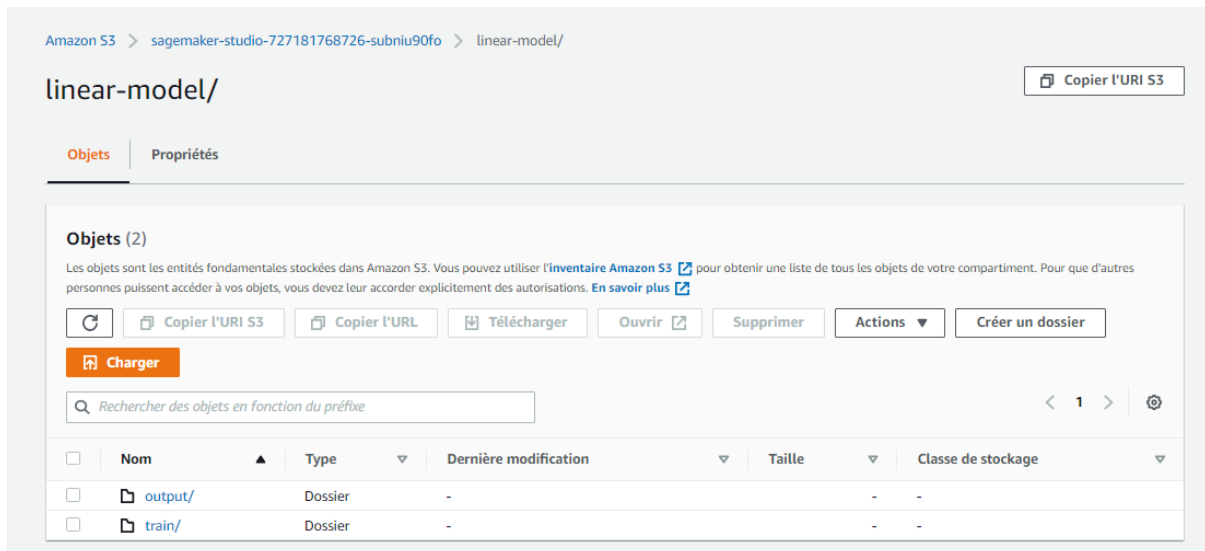 Amazon S3 > sagemaker-studio-727181768726-subniu90fo > linear-model/
linear-model/
Copier l'URI S3
Objets
Propriétés
Objets (2)
Les objets sont les entités fondamentales stockées dans Amazon S3. Vous pouvez utiliser l'inventaire Amazon S3 pour obtenir une liste de tous les objets de votre compartiment. Pour que d'autres
personnes puissent accéder à vos objets, vous devez leur accorder explicitement des autorisations. En savoir plus
Copier l'URI S3 Copier l'URL Télécharger Ouvrir Supprimer Actions Créer un dossier
Charger
Rechercher des objets en fonction du préfixe
< 1 >
Nom Type Dernière modification Taille Classe de stockage
output/ Dossier - - -
train/ Dossier - - -